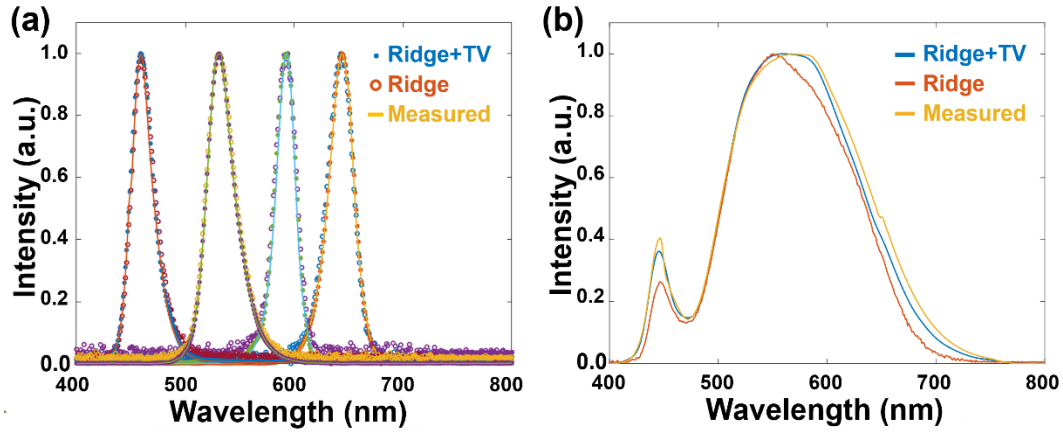 (a)
Intensity (a.u.)
1.0
0.8
0.6
0.4
0.2
0.0
Ridge+TV
Ridge
Measured
400
500
600
700
800
Wavelength (nm)
(b)
Intensity (a.u.)
1.0
0.8
0.6
0.4
0.2
0.0
Ridge+TV
Ridge
Measured
400
500
600
700
800
Wavelength (nm)